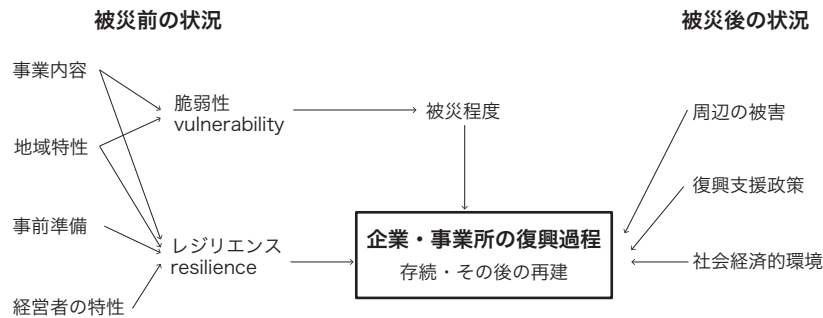 被災前の状況
被災後の状況
事業内容
脆弱性
vulnerability
被災程度
周辺の被害
地域特性
復興支援政策
事前準備
レジリエンス
resilience
企業・事業所の復興過程
存続・その後の再建
社会経済的環境
経営者の特性